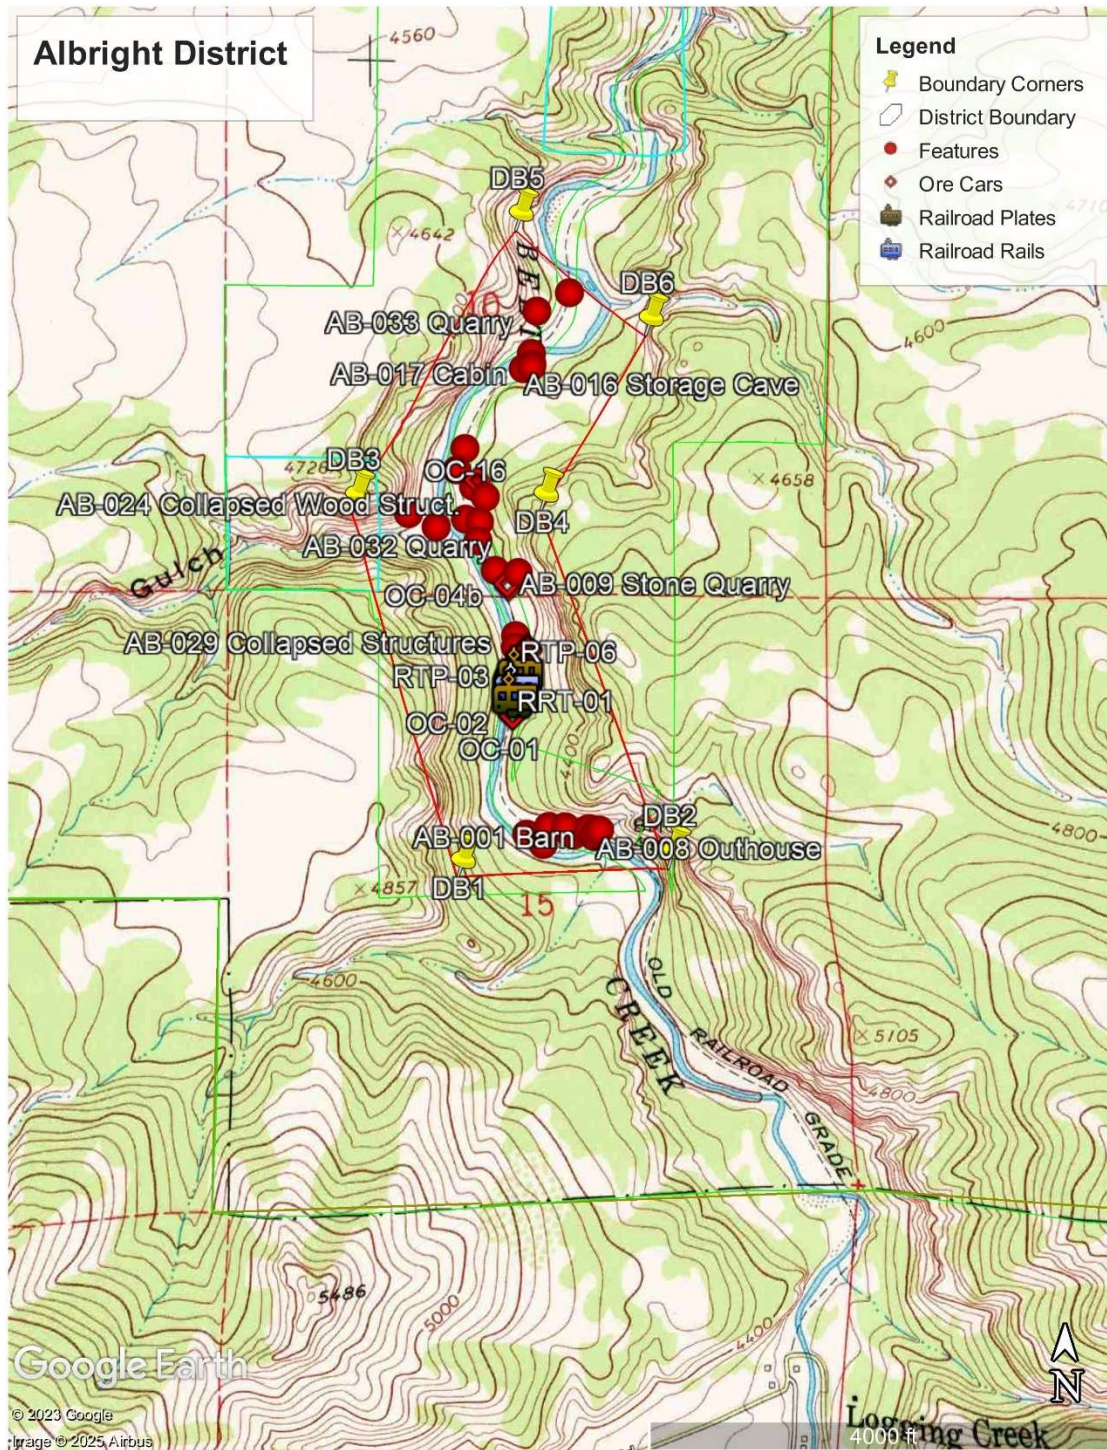 Albright District
4560
Legend
Boundary Corners
District Boundary
Features
Ore Cars
Railroad Plates
Railroad Rails
DB5
4710
4642
BELT
DB6
10
AB-033 Quarry
4600
AB-017 Cabin
AB-016 Storage Cave
DB3
4726
OC-16
4658
AB-024 Collapsed Wood Struct.
DB4
AB-032 Quarry
Gulch
OC-04b
AB-009 Stone Quarry
AB-029 Collapsed Structures
RTP-06
RTP-03
RRT-01
OC-02
OC-01
4400
DB2
4800
AB-001 Barn
AB-008 Outhouse
4857
DB1
15
4600
OLD
CREEK
RAILROAD
5105
4800
GRADE
5486
5000
4400
Google Earth
N
© 2023 Google
Image © 2025 Airbus
Logging Creek
4000 ft